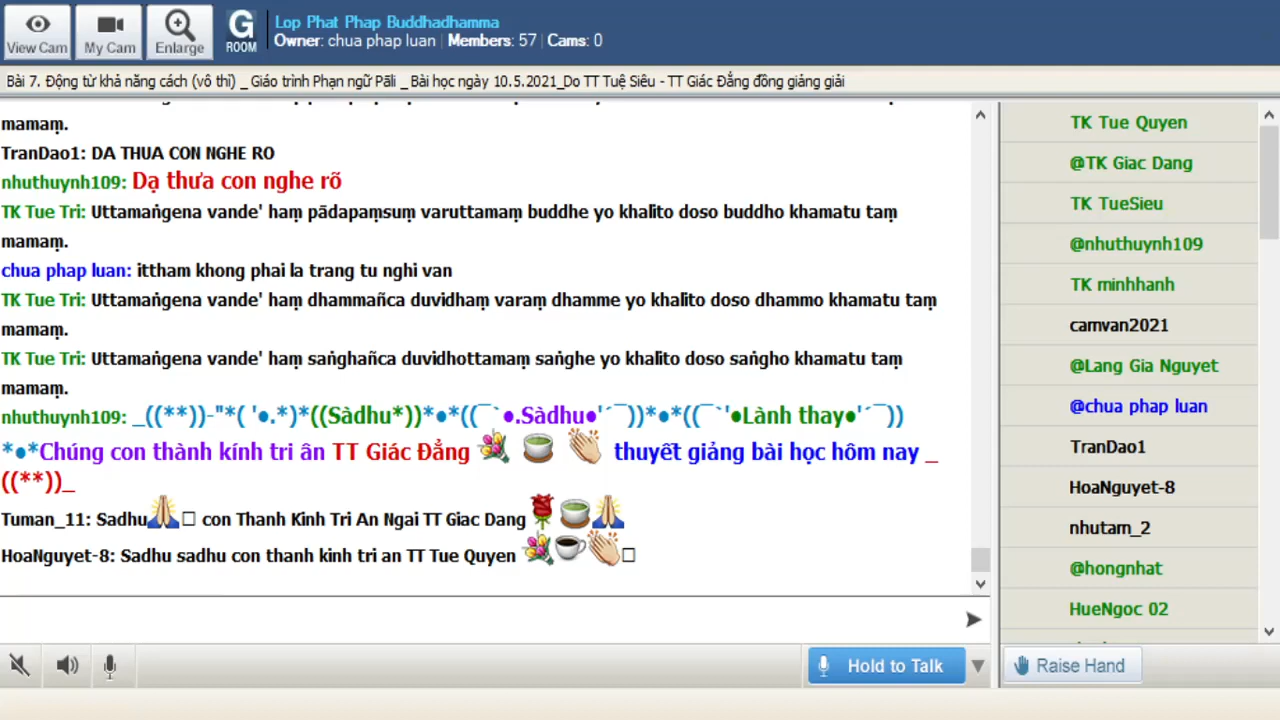 View Cam
My Cam
Enlarge
G
ROOM
Lop Phat Phap Buddhadhamma
Owner: chua phap luan | Members: 57 | Cams: 0
Bài 7. Động từ khả năng cách (vô thì) _ Giáo trình Phạn ngữ Pāli _ Bài học ngày 10.5.2021_Do TT Tuệ Siêu - TT Giác Đẳng đồng giảng giải
mamaṃ.
TranDao1: DA THUA CON NGHE RO
nhuthuynh109: Dạ thưa con nghe rõ
TK Tue Tri: Uttamaṅgena vande' haṃ pādapaṃsuṃ varuttamaṃ buddhe yo khalito doso buddho khamatu taṃ
mamaṃ.
chua phap luan: ittham khong phai la trang tu nghi van
TK Tue Tri: Uttamaṅgena vande' haṃ dhammañca duvidhaṃ varaṃ dhamme yo khalito doso dhammo khamatu taṃ
mamaṃ.
TK Tue Tri: Uttamaṅgena vande' haṃ saṅghañca duvidhottamaṃ saṅghe yo khalito doso saṅgho khamatu taṃ
mamaṃ.
nhuthuynh109: _((**))-"*( '●.*)*((Sàdhu*))*●*((¯`●.Sàdhu●'´¯))*●*((¯`'●Lành thay●'´¯))
*●*Chúng con thành kính tri ân TT Giác Đẳng 💐 🍵 👏 thuyết giảng bài học hôm nay _
((**))_
Tuman_11: Sadhu🙏 con Thanh Kinh Tri An Ngai TT Giac Dang 🌹🍵🙏
HoaNguyet-8: Sadhu sadhu con thanh kinh tri an TT Tue Quyen 💐☕👏
Hold to Talk
TK Tue Quyen
@TK Giac Dang
TK TueSieu
@nhuthuynh109
TK minhhanh
camvan2021
@Lang Gia Nguyet
@chua phap luan
TranDao1
HoaNguyet-8
nhutam_2
@hongnhat
HueNgoc 02
Raise Hand